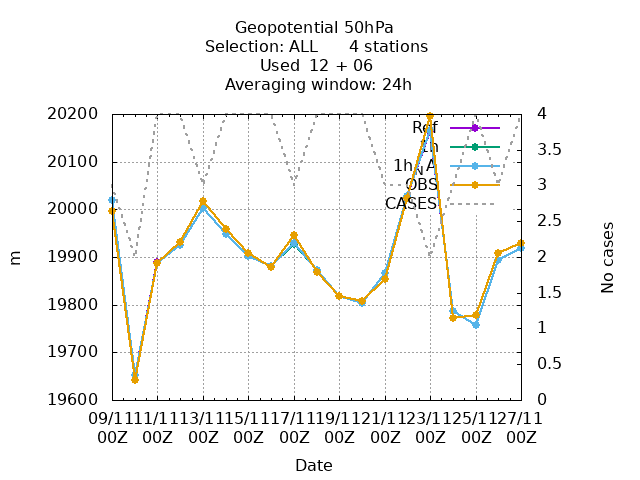 Geopotential 50hPa
Selection: ALL 4 stations
Used 12 + 06
Averaging window: 24h
20200
20100
20000
19900
19800
19700
19600
m
4
3.5
3
2.5
2
1.5
1
0.5
0
No cases
Ref
1h
1h_NA
OBS
CASES
09/11 11/11 13/11 15/11 17/11 19/11 21/11 23/11 25/11 27/11
00Z 00Z 00Z 00Z 00Z 00Z 00Z 00Z 00Z 00Z
Date